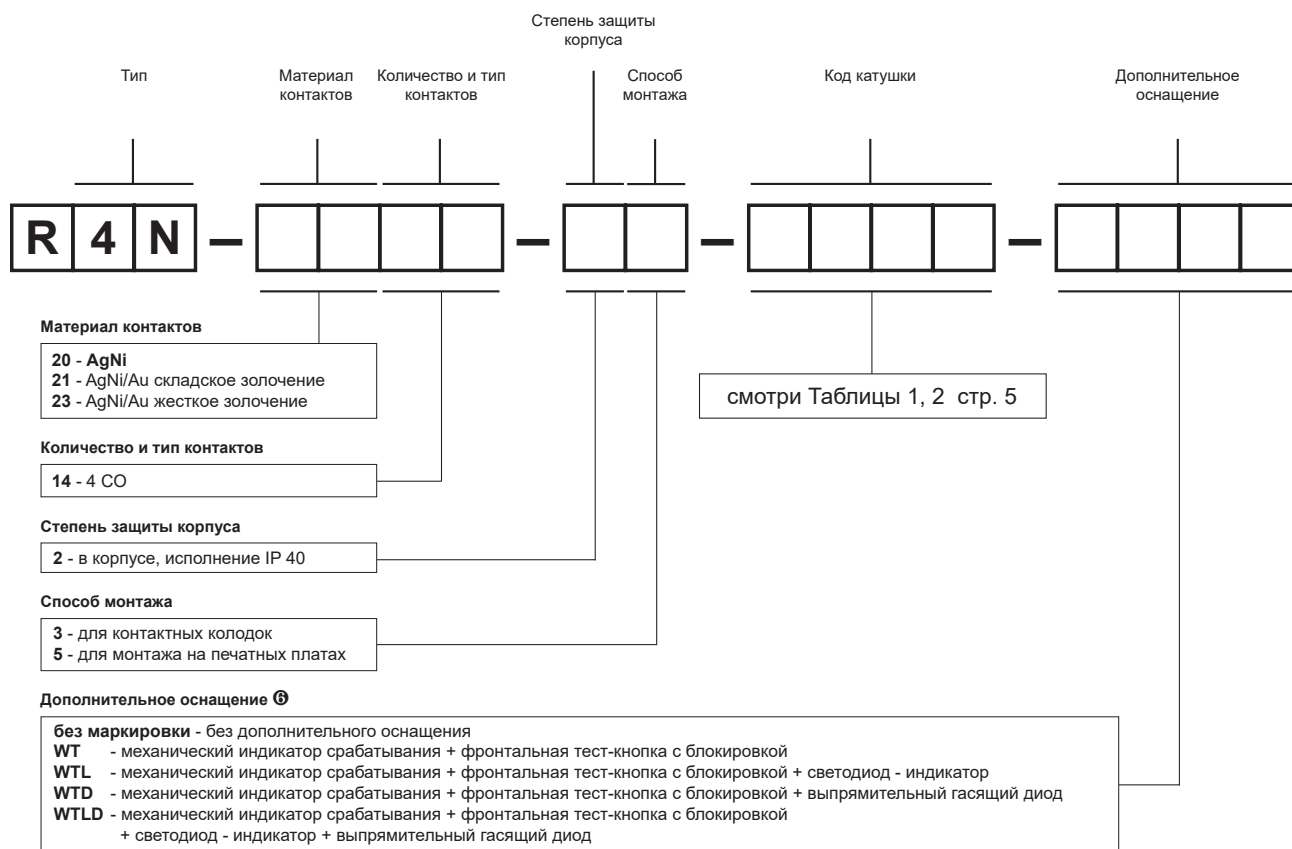 Степень защиты
корпуса
Тип
Материал
контактов
Количество и тип
контактов
Способ
монтажа
Код катушки
Дополнительное
оснащение
R 4 N – – – –
Материал контактов
20 - AgNi
21 - AgNi/Au складское золочение
23 - AgNi/Au жесткое золочение
смотри Таблицы 1, 2 стр. 5
Количество и тип контактов
14 - 4 CO
Степень защиты корпуса
2 - в корпусе, исполнение IP 40
Способ монтажа
3 - для контактных колодок
5 - для монтажа на печатных платах
Дополнительное оснащение ❻
без маркировки - без дополнительного оснащения
WT - механический индикатор срабатывания + фронтальная тест-кнопка с блокировкой
WTL - механический индикатор срабатывания + фронтальная тест-кнопка с блокировкой + светодиод - индикатор
WTD - механический индикатор срабатывания + фронтальная тест-кнопка с блокировкой + выпрямительный гасящий диод
WTLD - механический индикатор срабатывания + фронтальная тест-кнопка с блокировкой
+ светодиод - индикатор + выпрямительный гасящий диод